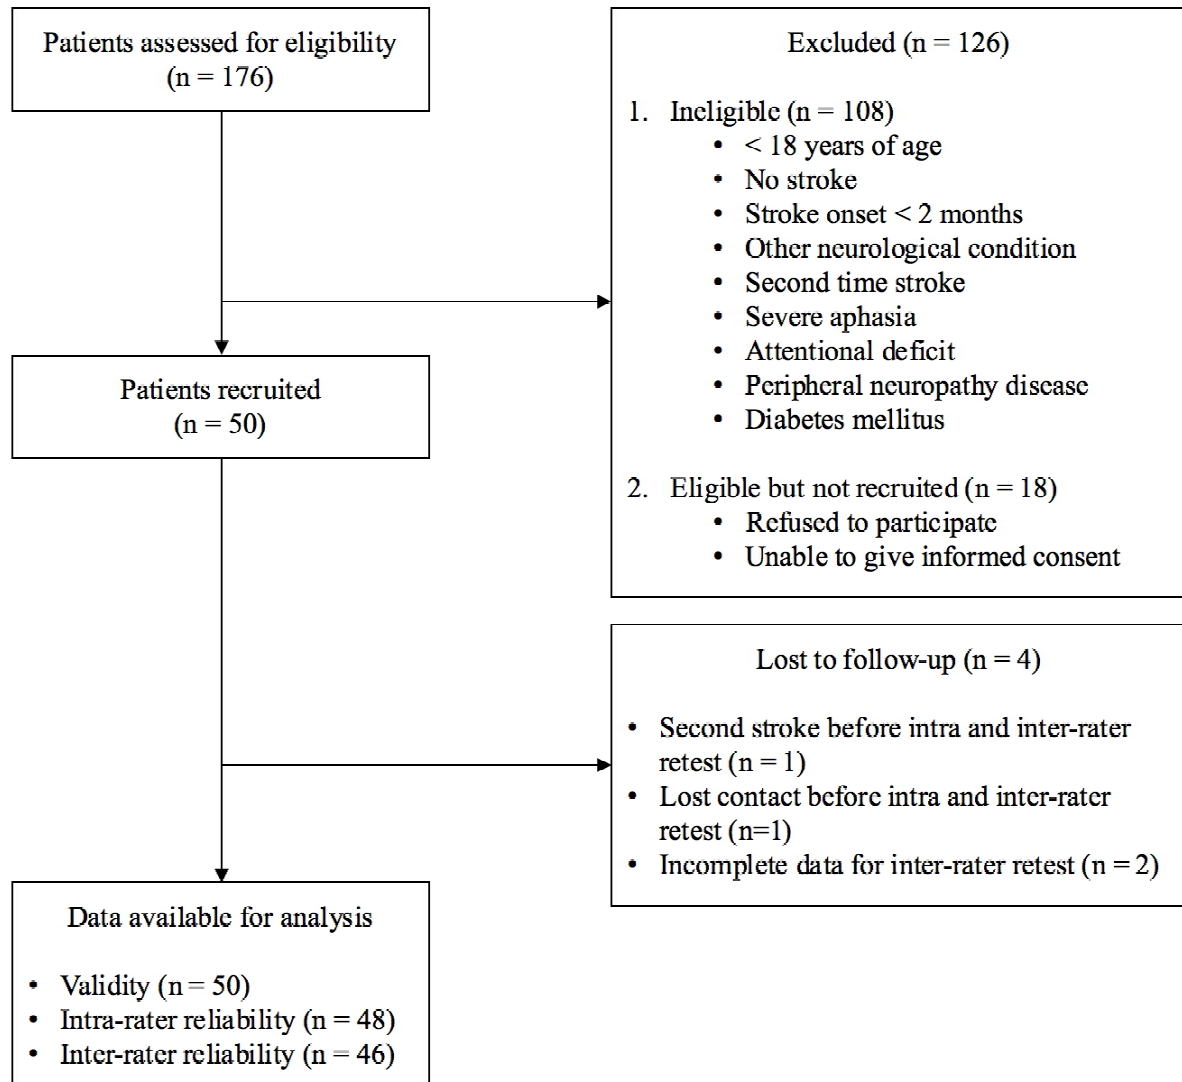 Patients assessed for eligibility
(n = 176)
Excluded (n = 126)
1. Ineligible (n = 108)
• < 18 years of age
• No stroke
• Stroke onset < 2 months
• Other neurological condition
• Second time stroke
• Severe aphasia
• Attentional deficit
• Peripheral neuropathy disease
• Diabetes mellitus
2. Eligible but not recruited (n = 18)
• Refused to participate
• Unable to give informed consent
Patients recruited
(n = 50)
Lost to follow-up (n = 4)
• Second stroke before intra and inter-rater
retest (n = 1)
• Lost contact before intra and inter-rater
retest (n=1)
• Incomplete data for inter-rater retest (n = 2)
Data available for analysis
• Validity (n = 50)
• Intra-rater reliability (n = 48)
• Inter-rater reliability (n = 46)